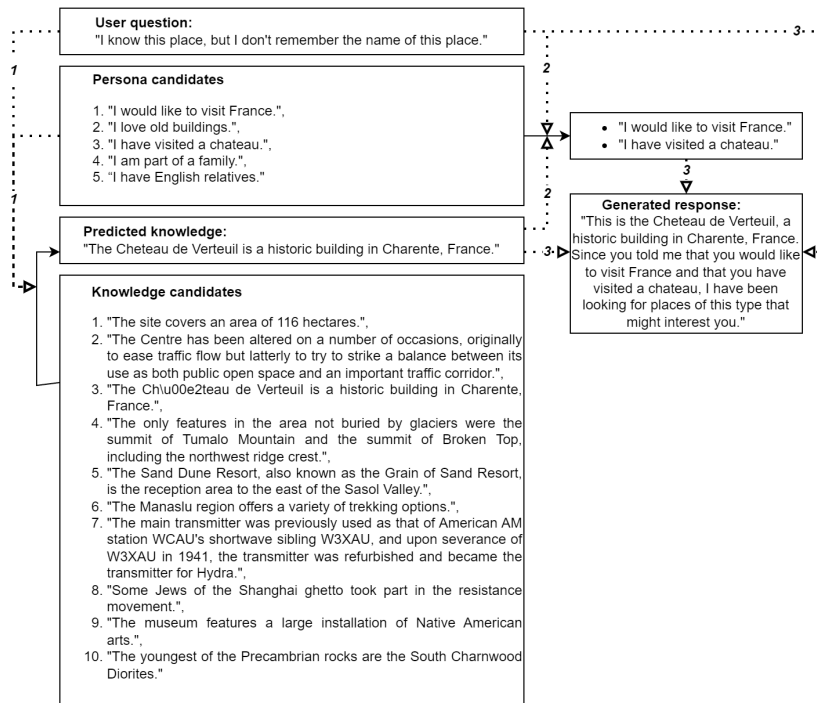 User question:
"I know this place, but I don't remember the name of this place."
3
1
2
Persona candidates
1. "I would like to visit France.",
2. "I love old buildings.",
3. "I have visited a chateau.",
4. "I am part of a family.",
5. “I have English relatives."
• "I would like to visit France."
• "I have visited a chateau."
3
1
2
Predicted knowledge:
"The Cheteau de Verteuil is a historic building in Charente, France."
3
Generated response:
"This is the Cheteau de Verteuil, a
historic building in Charente, France.
Since you told me that you would like
to visit France and that you have
visited a chateau, I have been
looking for places of this type that
might interest you."
Knowledge candidates
1. "The site covers an area of 116 hectares.",
2. "The Centre has been altered on a number of occasions, originally
to ease traffic flow but latterly to try to strike a balance between its
use as both public open space and an important traffic corridor.",
3. "The Ch\u00e2teau de Verteuil is a historic building in Charente,
France.",
4. "The only features in the area not buried by glaciers were the
summit of Tumalo Mountain and the summit of Broken Top,
including the northwest ridge crest.",
5. "The Sand Dune Resort, also known as the Grain of Sand Resort,
is the reception area to the east of the Sasol Valley.",
6. "The Manaslu region offers a variety of trekking options.",
7. "The main transmitter was previously used as that of American AM
station WCAU's shortwave sibling W3XAU, and upon severance of
W3XAU in 1941, the transmitter was refurbished and became the
transmitter for Hydra.",
8. "Some Jews of the Shanghai ghetto took part in the resistance
movement.",
9. "The museum features a large installation of Native American
arts.",
10. "The youngest of the Precambrian rocks are the South Charnwood
Diorites."